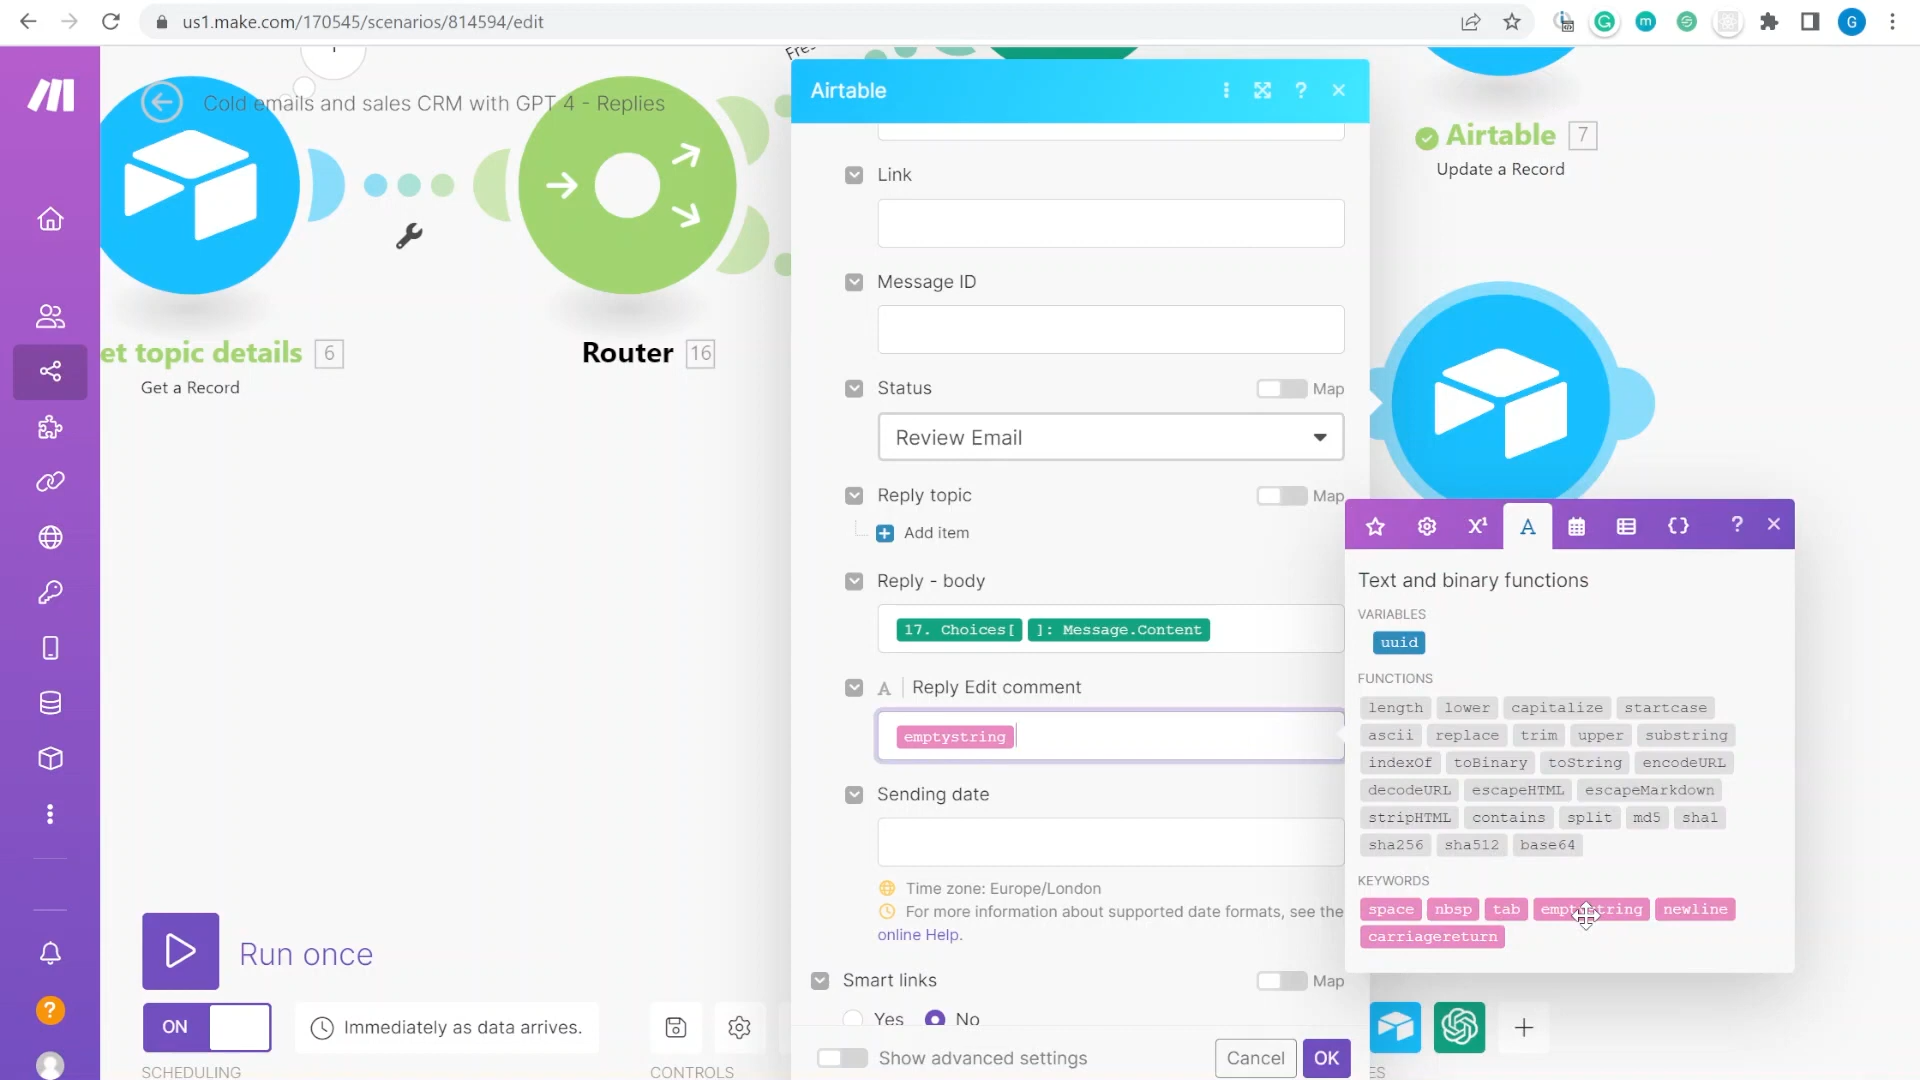 us1.make.com/170545/scenarios/814594/edit
G
Cold emails and sales CRM with GPT 4 - Replies
et topic details 6
Get a Record
Router 16
Airtable
Link
Message ID
Status
Map
Review Email
Reply topic
Map
Add item
Reply - body
17. Choices[ ]: Message.Content
A Reply Edit comment
emptystring
Sending date
Time zone: Europe/London
For more information about supported date formats, see the
online Help.
Smart links
Map
Yes No
Show advanced settings
Cancel OK
Airtable 7
Update a Record
Text and binary functions
VARIABLES
uuid
FUNCTIONS
length lower capitalize startcase
ascii replace trim upper substring
indexOf toBinary toString encodeURL
decodeURL escapeHTML escapeMarkdown
stripHTML contains split md5 sha1
sha256 sha512 base64
KEYWORDS
space nbsp tab emptystring newline
carriagereturn
Run once
ON Immediately as data arrives.
SCHEDULING
CONTROLS